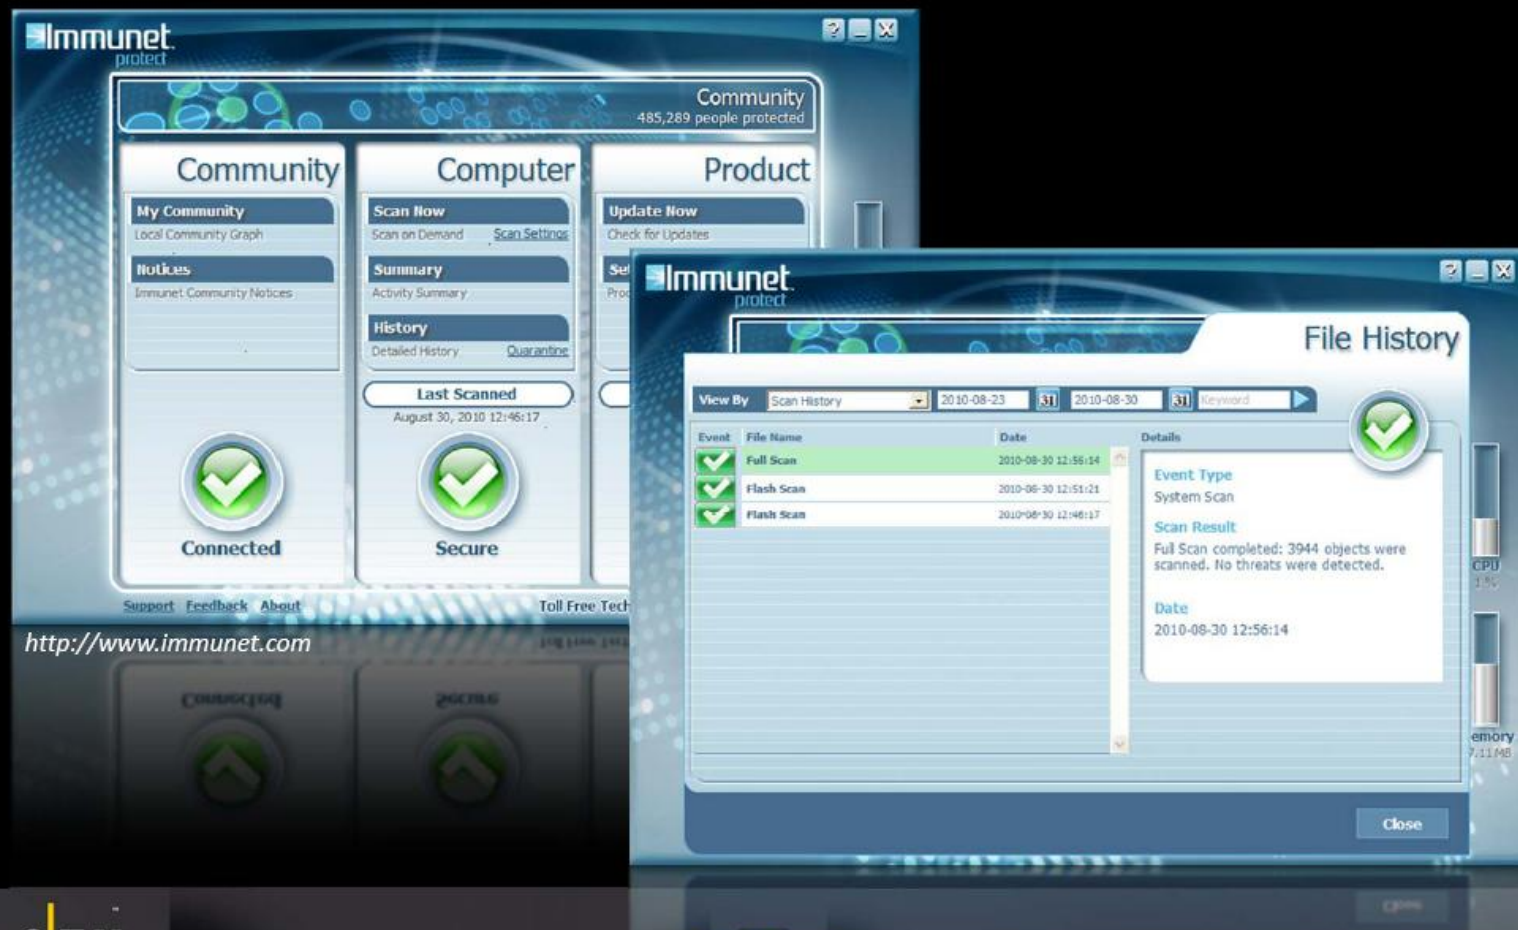 Immunet
protect
Community
485,289 people protected
Community
My Community
Local Community Graph
Notices
Immunet Community Notices
Connected
Computer
Scan Now
Scan on Demand Scan Settings
Summary
Activity Summary
History
Detailed History Quarantine
Last Scanned
August 30, 2010 12:46:17
Secure
Product
Update Now
Check for Updates
Support Feedback About
Toll Free
http://www.immunet.com
Immunet
protect
File History
View By Scan History 2010-08-23 31 2010-08-30 31 Keyword
Event File Name Date Details
Full Scan 2010-08-30 12:56:14
Flash Scan 2010-08-30 12:51:21
Flash Scan 2010-08-30 12:46:17
Event Type
System Scan
Scan Result
Full Scan completed: 3944 objects were
scanned. No threats were detected.
Date
2010-08-30 12:56:14
CPU
1 %
emory
7.11 MB
Close